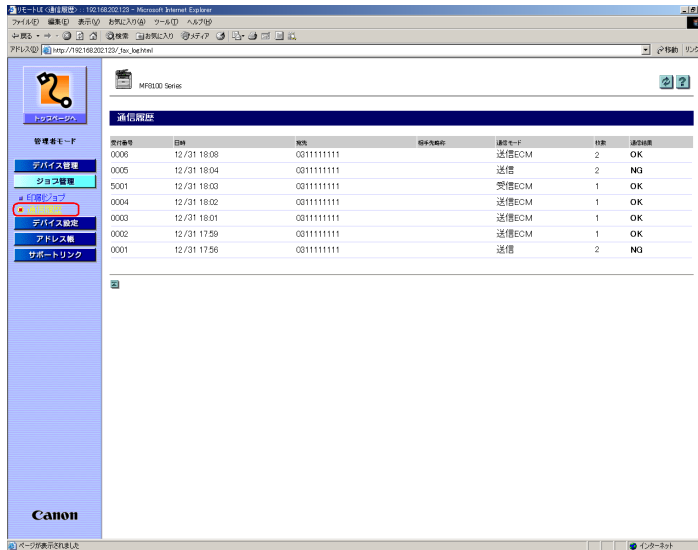 リモートUI <通信履歴> : 192.168.202.123 - Microsoft Internet Explorer
ファイル(F) 編集(E) 表示(V) お気に入り(A) ツール(T) ヘルプ(H)
戻る 検索 お気に入り メディア
アドレス(D) http://192.168.202.123/_tax_log.html 移動 リンク
MF8100 Series
トップページへ
通信履歴
管理者モード
受付番号 日時 宛先 相手先略称 通信モード 枚数 通信結果
0006 12/31 18:08 0311111111 送信ECM 2 OK
0005 12/31 18:04 0311111111 送信 2 NG
5001 12/31 18:03 0311111111 受信ECM 1 OK
0004 12/31 18:02 0311111111 送信ECM 1 OK
0003 12/31 18:01 0311111111 送信ECM 1 OK
0002 12/31 17:59 0311111111 送信ECM 1 OK
0001 12/31 17:56 0311111111 送信 2 NG
デバイス管理
ジョブ管理
印刷ジョブ
デバイス設定
アドレス帳
サポートリンク
Canon
ページが表示されました インターネット